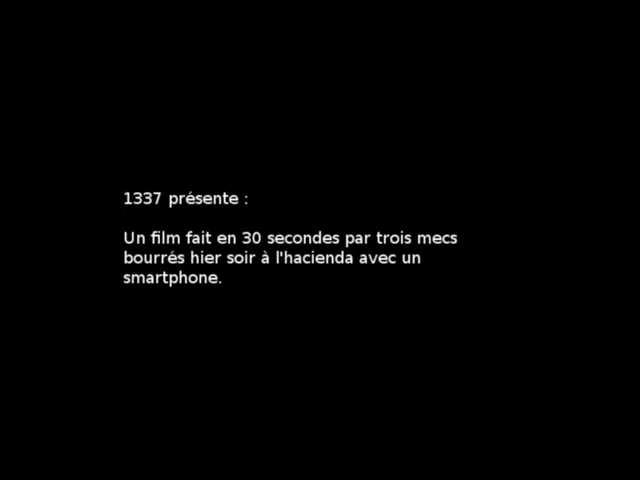 1337 présente :
Un film fait en 30 secondes par trois mecs
bourrés hier soir à l'hacienda avec un
smartphone.